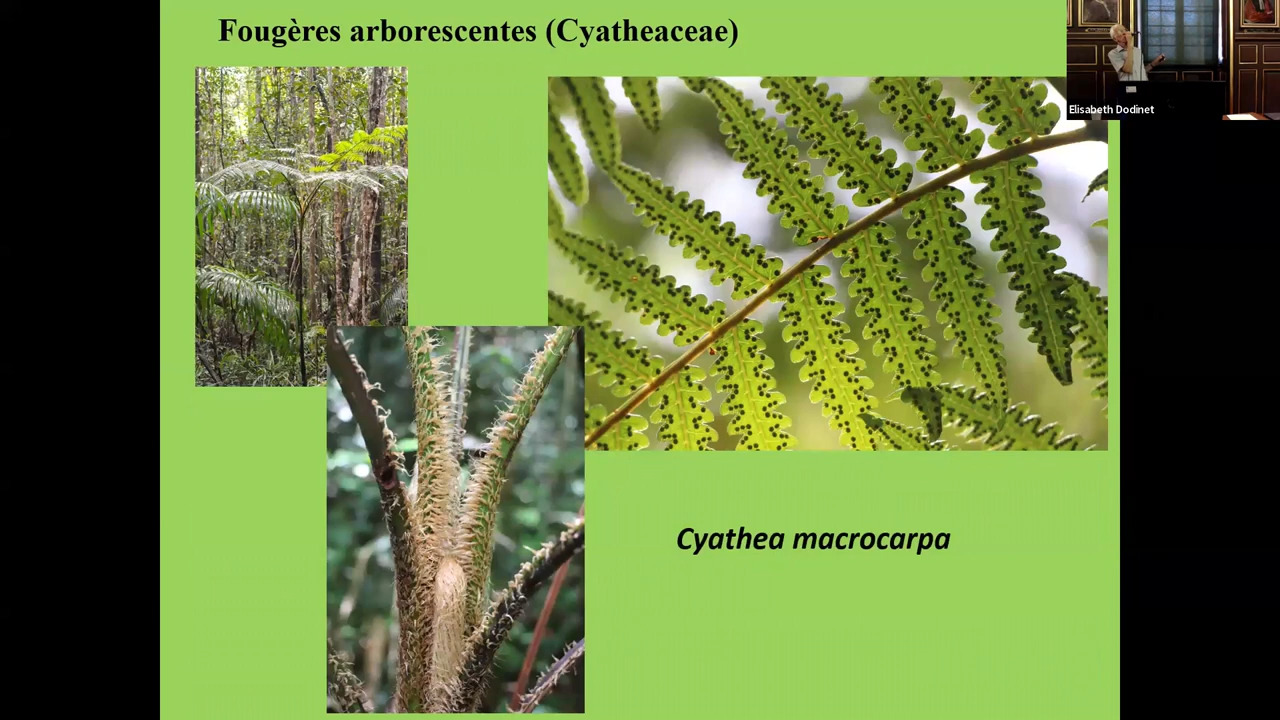 Fougères arborescentes (Cyatheaceae)
Elisabeth Dodinet
Cyathea macrocarpa